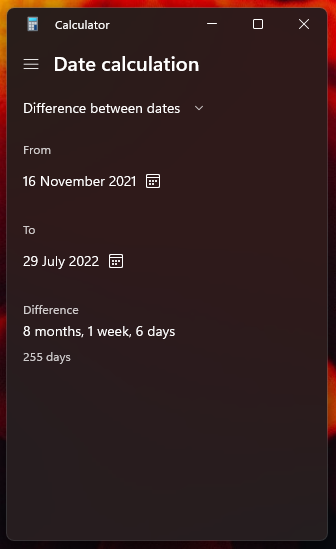 Calculator
Date calculation
Difference between dates
From
16 November 2021
To
29 July 2022
Difference
8 months, 1 week, 6 days
255 days